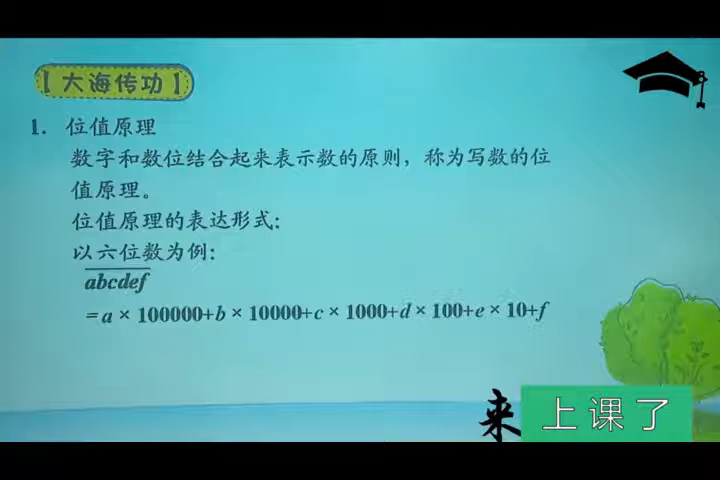 【大海传功】
1. 位值原理
数字和数位结合起来表示数的原则，称为写数的位
值原理。
位值原理的表达形式：
以六位数为例：
abcdef
=a×100000+b×10000+c×1000+d×100+e×10+f
来 上课了